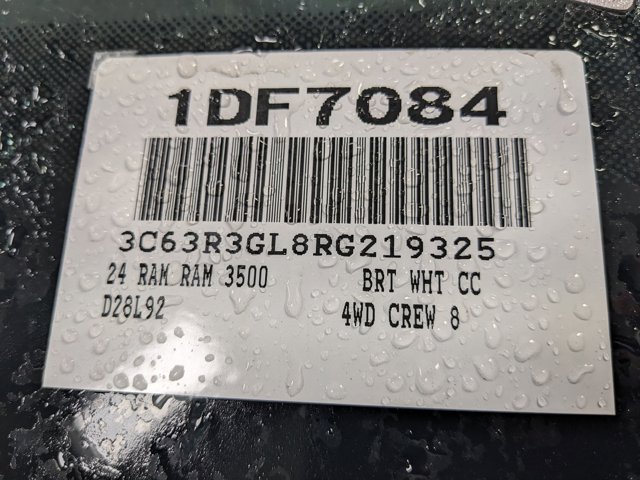 1DF7084
3C63R3GL8RG219325
24 RAM RAM 3500 BRT WHT CC
D28L92 4WD CREW 8